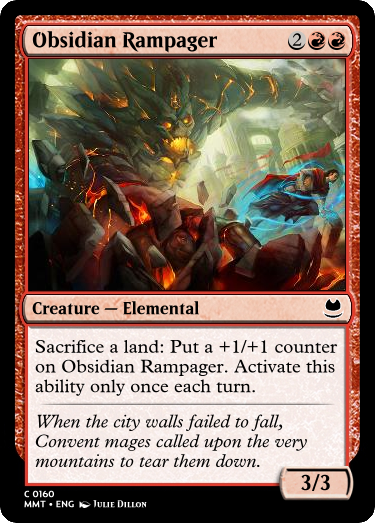 Obsidian Rampager 2
Creature — Elemental
Sacrifice a land: Put a +1/+1 counter
on Obsidian Rampager. Activate this
ability only once each turn.
When the city walls failed to fall,
Convent mages called upon the very
mountains to tear them down.
3/3
C 0160
MMT • ENG JULIE DILLON